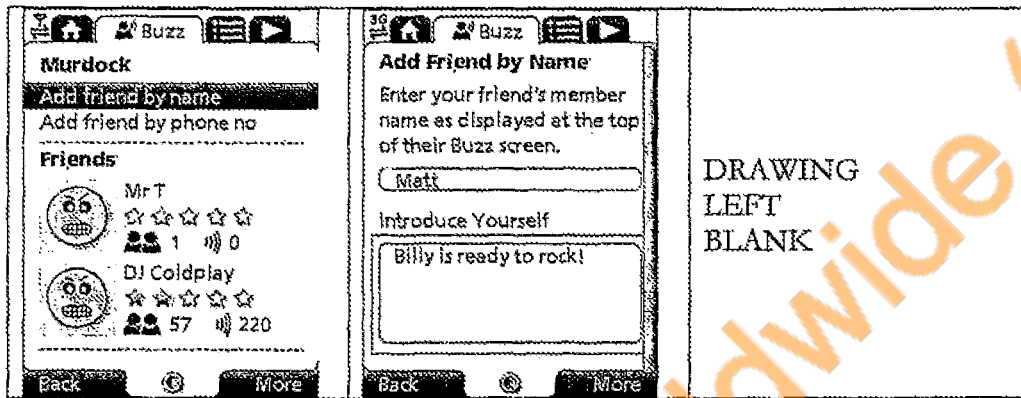 Buzz
Murdock
Add friend by name
Add friend by phone no
Friends
Mr T
1 0
DJ Coldplay
57 220
Back More
3G
Buzz
Add Friend by Name
Enter your friend's member
name as displayed at the top
of their Buzz screen.
Matt
Introduce Yourself
Billy is ready to rock!
Back More
DRAWING
LEFT
BLANK